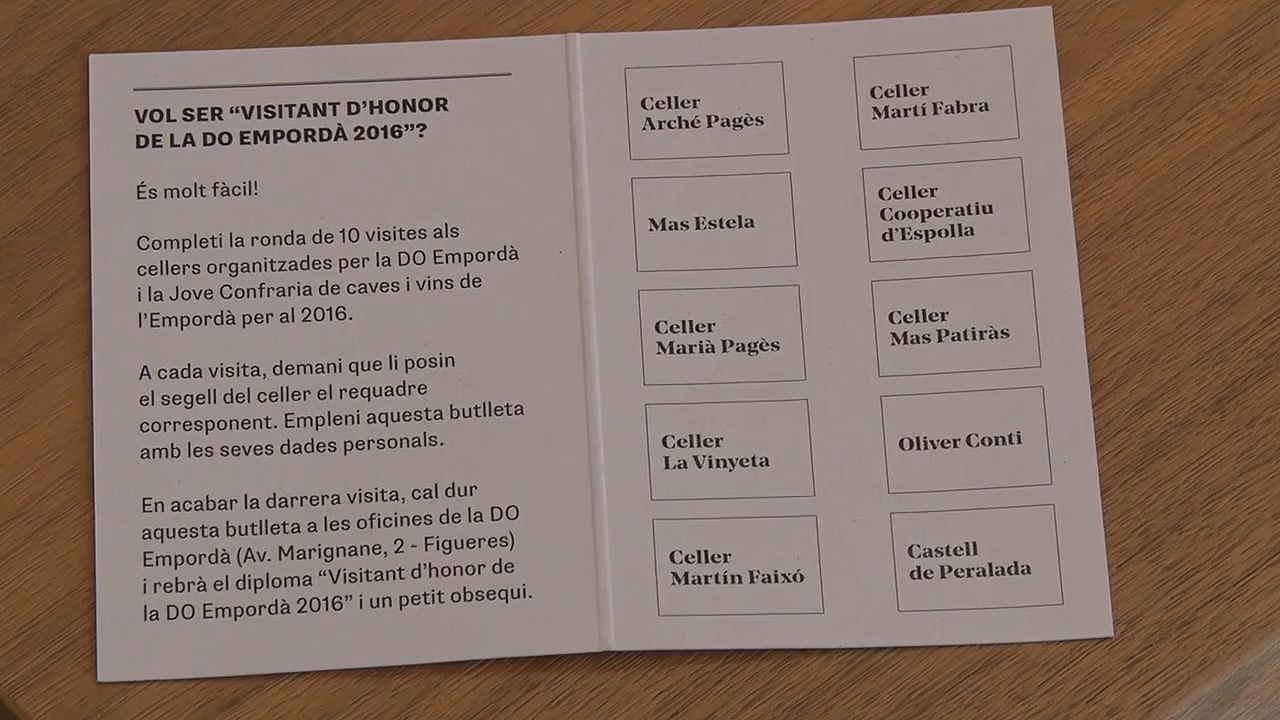 VOL SER “VISITANT D’HONOR
DE LA DO EMPORDÀ 2016”?
És molt fàcil!
Completi la ronda de 10 visites als
cellers organitzades per la DO Empordà
i la Jove Confraria de caves i vins de
l’Empordà per al 2016.
A cada visita, demani que li posin
el segell del celler el requadre
corresponent. Empleni aquesta butlleta
amb les seves dades personals.
En acabar la darrera visita, cal dur
aquesta butlleta a les oficines de la DO
Empordà (Av. Marignane, 2 - Figueres)
i rebrà el diploma “Visitant d’honor de
la DO Empordà 2016” i un petit obsequi.
Celler
Arché Pagès
Celler
Martí Fabra
Mas Estela
Celler
Cooperatiu
d’Espolla
Celler
Marià Pagès
Celler
Mas Patiràs
Celler
La Vinyeta
Oliver Conti
Celler
Martín Faixó
Castell
de Peralada